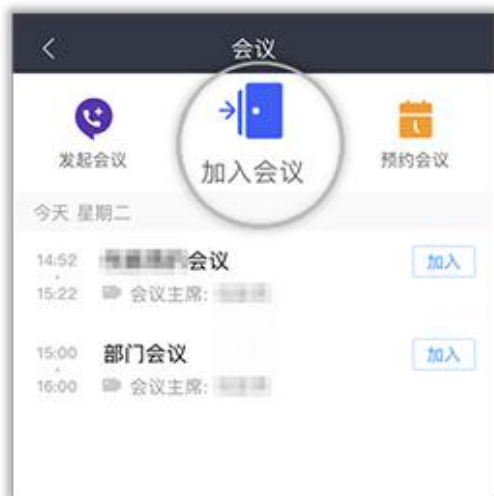 会议
发起会议
加入会议
预约会议
今天 星期二
14:52 会议 加入
15:22 会议主席:
15:00 部门会议 加入
16:00 会议主席: